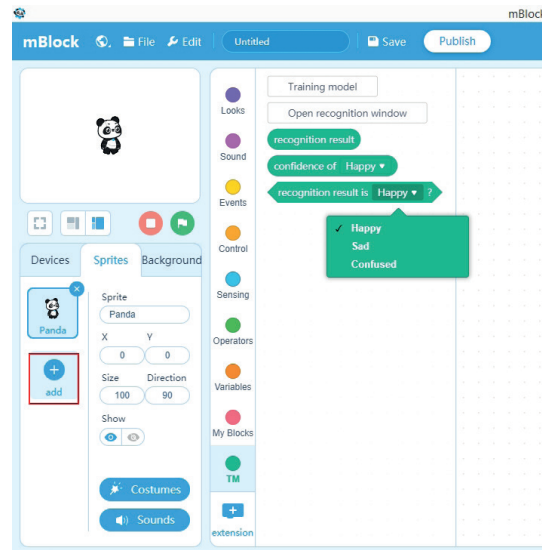 mBlock
mBlock File Edit Untitled Save Publish
Training model
Open recognition window
recognition result
confidence of Happy
recognition result is Happy ?
✓ Happy
Sad
Confused
Looks
Sound
Events
Control
Sensing
Operators
Variables
My Blocks
TM
extension
Devices Sprites Background
Panda
add
Sprite
Panda
X Y
0 0
Size Direction
100 90
Show
Costumes
Sounds